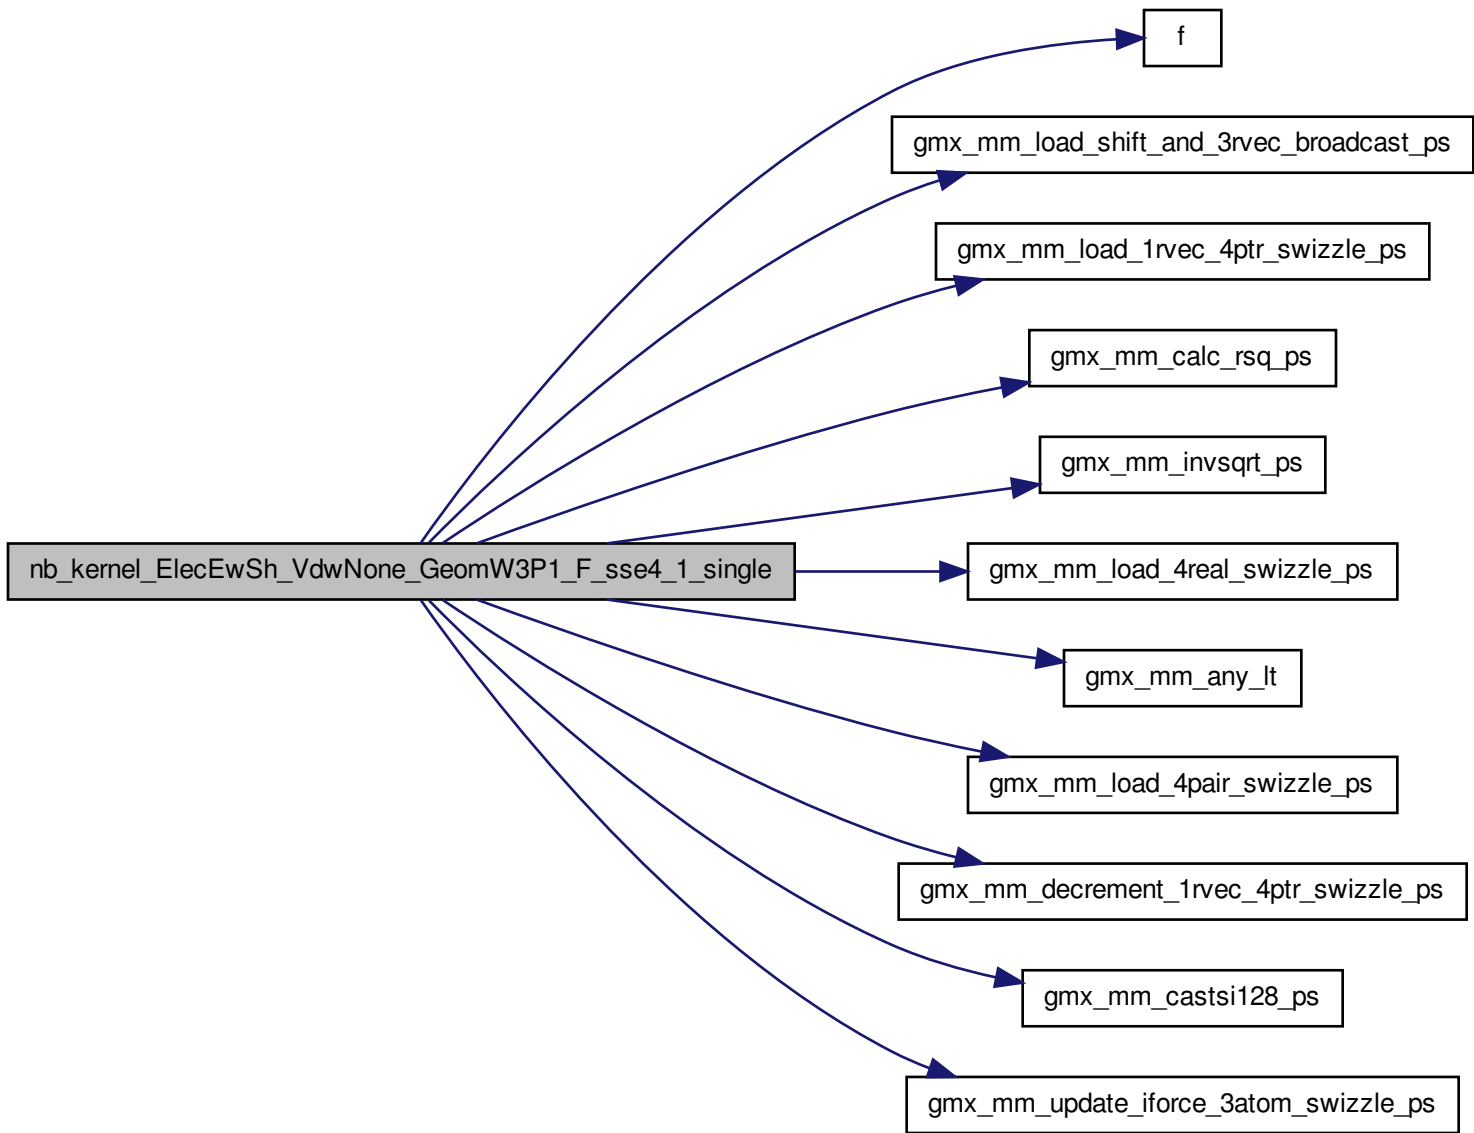 f
gmx_mm_load_shift_and_3rvec_broadcast_ps
gmx_mm_load_1rvec_4ptr_swizzle_ps
gmx_mm_calc_rsq_ps
gmx_mm_invsqrt_ps
nb_kernel_ElecEwSh_VdwNone_GeomW3P1_F_sse4_1_single
gmx_mm_load_4real_swizzle_ps
gmx_mm_any_lt
gmx_mm_load_4pair_swizzle_ps
gmx_mm_decrement_1rvec_4ptr_swizzle_ps
gmx_mm_castsi128_ps
gmx_mm_update_iforce_3atom_swizzle_ps